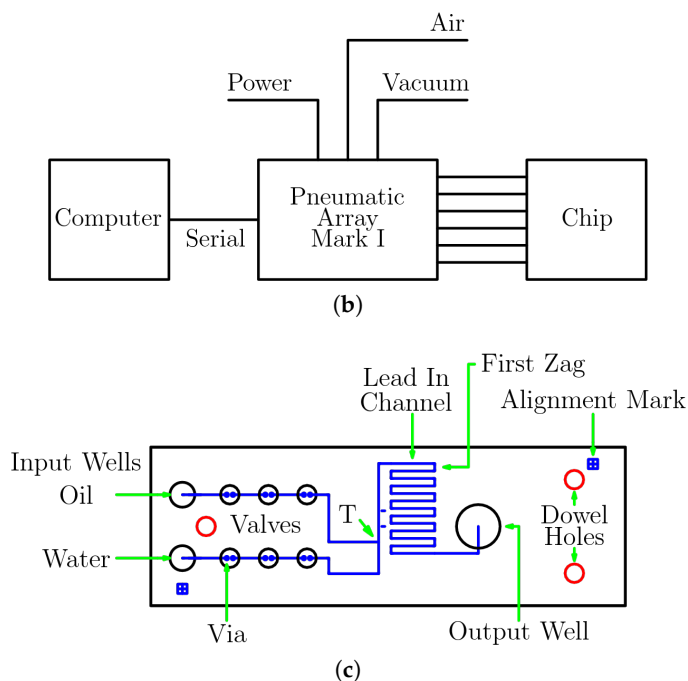 Air
Power
Vacuum
Computer
Serial
Pneumatic
Array
Mark I
Chip
(b)
First Zag
Lead In
Channel
Alignment Mark
Input Wells
Oil
Valves
T
Dowel
Holes
Water
Via
Output Well
(c)